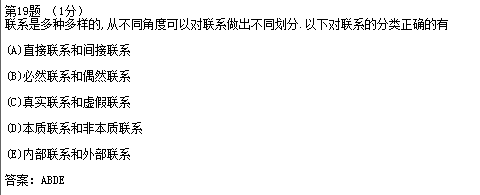 第19题 （1分）
联系是多种多样的,从不同角度可以对联系做出不同划分.以下对联系的分类正确的有
(A)直接联系和间接联系
(B)必然联系和偶然联系
(C)真实联系和虚假联系
(D)本质联系和非本质联系
(E)内部联系和外部联系
答案: ABDE